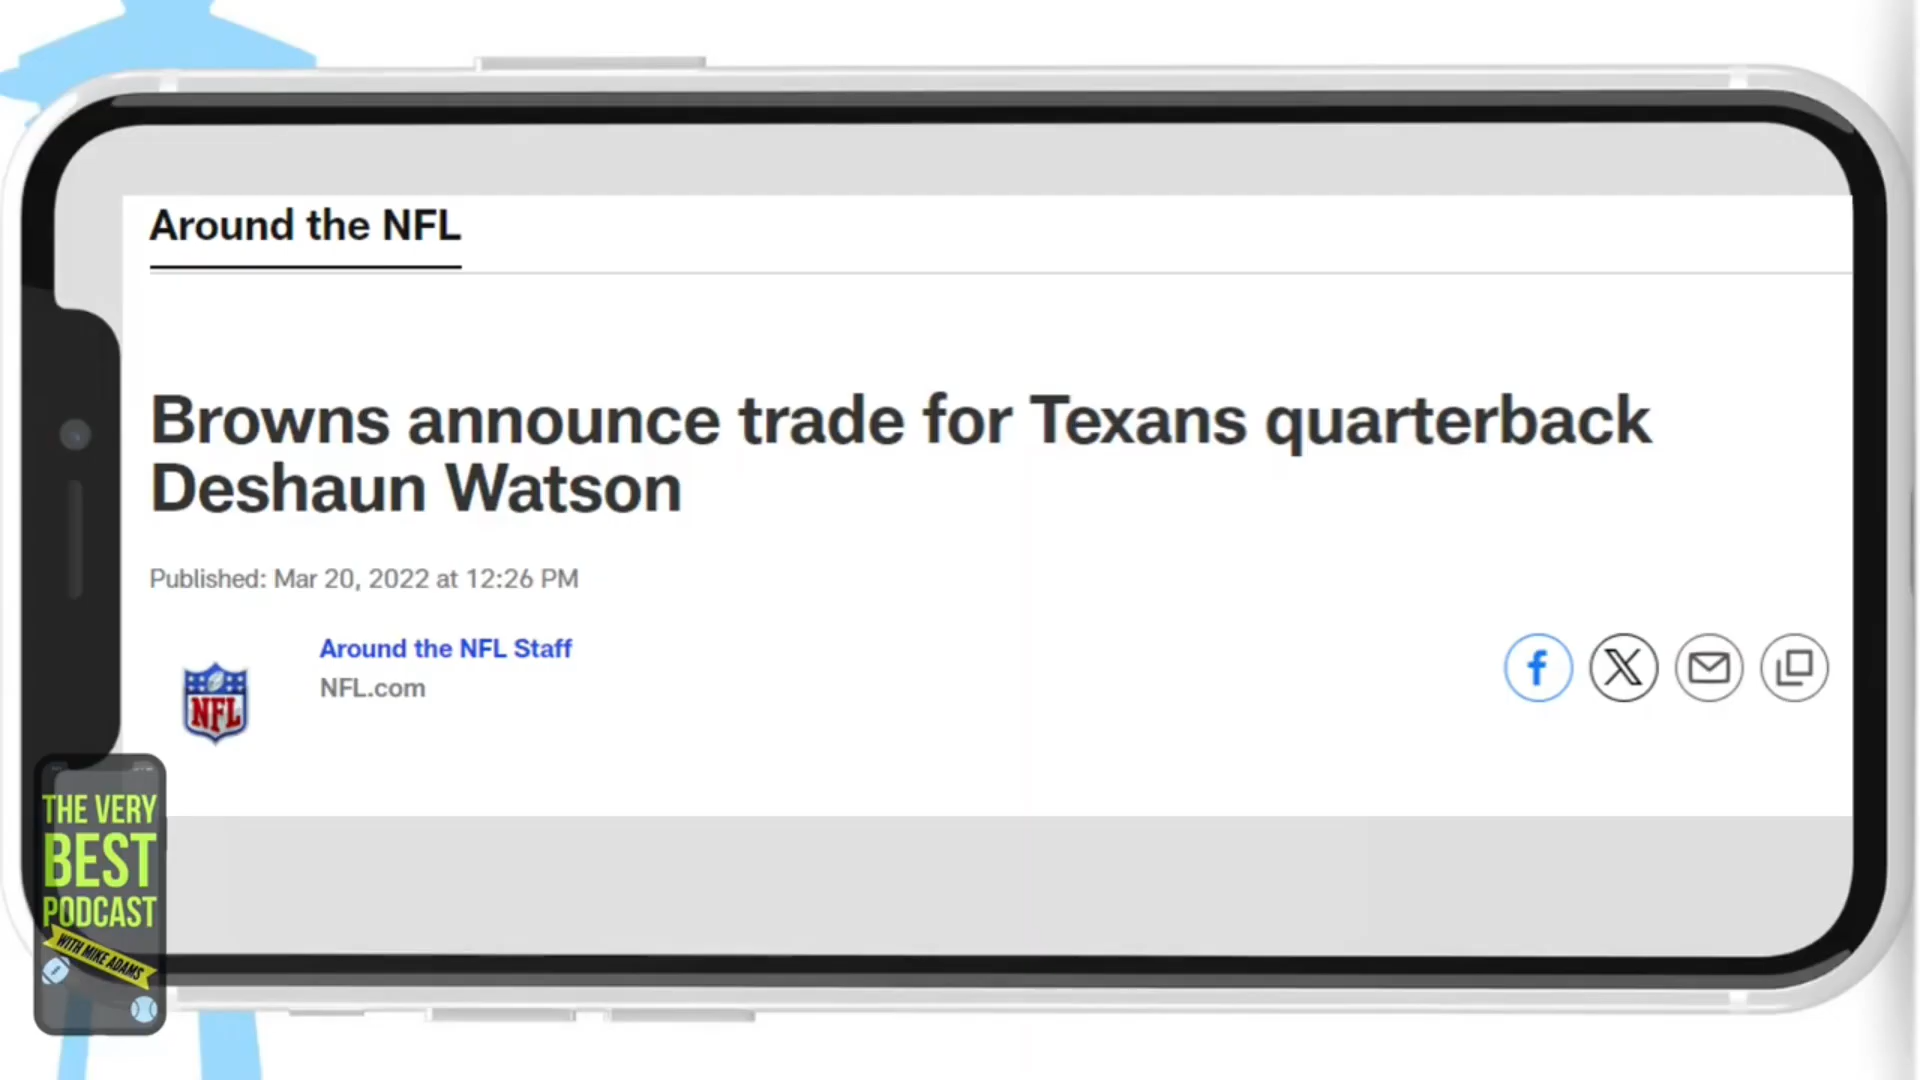 Around the NFL
Browns announce trade for Texans quarterback
Deshaun Watson
Published: Mar 20, 2022 at 12:26 PM
Around the NFL Staff
NFL.com
NFL
THE VERY
BEST
PODCAST
WITH MIKE ADAMS